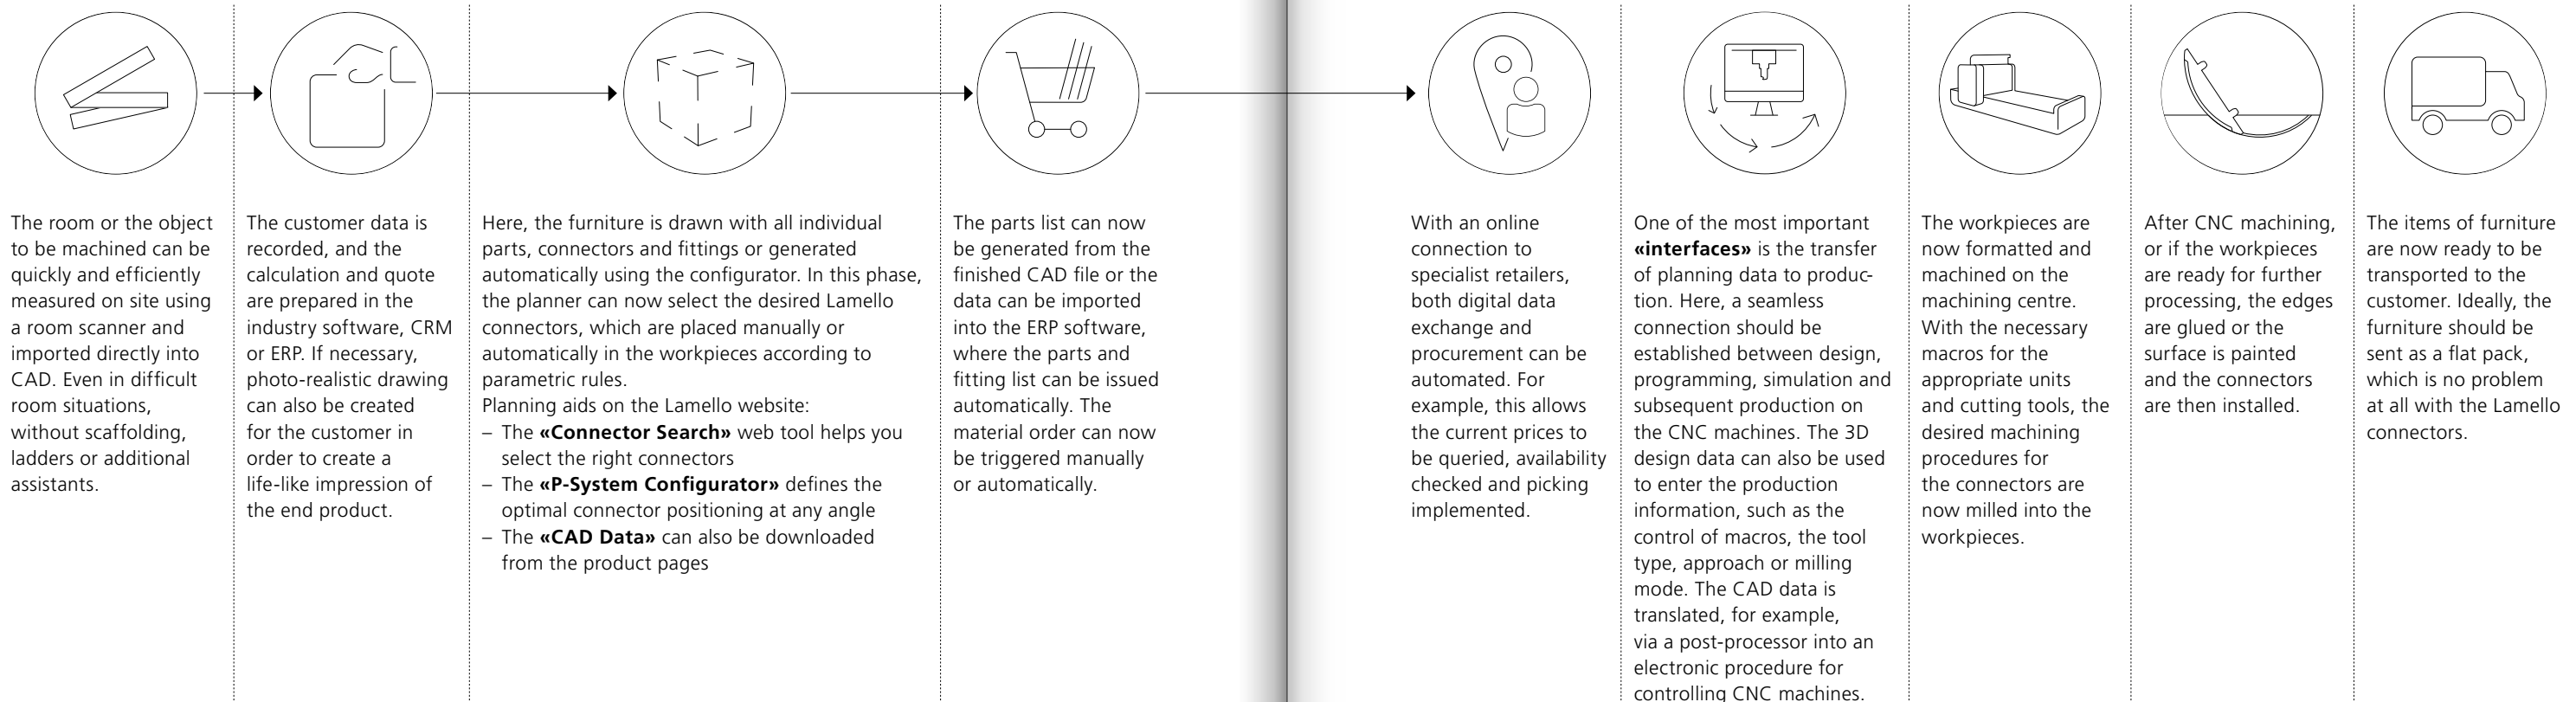 The room or the object
to be machined can be
quickly and efficiently
measured on site using
a room scanner and
imported directly into
CAD. Even in difficult
room situations,
without scaffolding,
ladders or additional
assistants.
The customer data is
recorded, and the
calculation and quote
are prepared in the
industry software, CRM
or ERP. If necessary,
photo-realistic drawing
can also be created
for the customer in
order to create a
life-like impression of
the end product.
Here, the furniture is drawn with all individual
parts, connectors and fittings or generated
automatically using the configurator. In this phase,
the planner can now select the desired Lamello
connectors, which are placed manually or
automatically in the workpieces according to
parametric rules.
Planning aids on the Lamello website:
– The «Connector Search» web tool helps you
select the right connectors
– The «P-System Configurator» defines the
optimal connector positioning at any angle
– The «CAD Data» can also be downloaded
from the product pages
The parts list can now
be generated from the
finished CAD file or the
data can be imported
into the ERP software,
where the parts and
fitting list can be issued
automatically. The
material order can now
be triggered manually
or automatically.
With an online
connection to
specialist retailers,
both digital data
exchange and
procurement can be
automated. For
example, this allows
the current prices to
be queried, availability
checked and picking
implemented.
One of the most important
«interfaces» is the transfer
of planning data to produc-
tion. Here, a seamless
connection should be
established between design,
programming, simulation and
subsequent production on
the CNC machines. The 3D
design data can also be used
to enter the production
information, such as the
control of macros, the tool
type, approach or milling
mode. The CAD data is
translated, for example,
via a post-processor into an
electronic procedure for
controlling CNC machines.
The workpieces are
now formatted and
machined on the
machining centre.
With the necessary
macros for the
appropriate units
and cutting tools, the
desired machining
procedures for
the connectors are
now milled into the
workpieces.
After CNC machining,
or if the workpieces
are ready for further
processing, the edges
are glued or the
surface is painted
and the connectors
are then installed.
The items of furniture
are now ready to be
transported to the
customer. Ideally, the
furniture should be
sent as a flat pack,
which is no problem
at all with the Lamello
connectors.